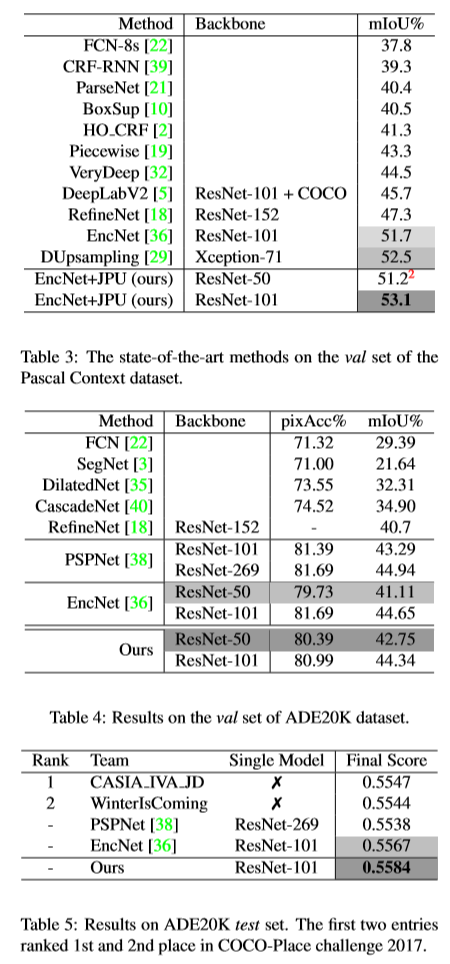 Method Backbone mIoU%
FCN-8s [22] 37.8
CRF-RNN [39] 39.3
ParseNet [21] 40.4
BoxSup [10] 40.5
HO_CRF [2] 41.3
Piecewise [19] 43.3
VeryDeep [32] 44.5
DeepLabV2 [5] ResNet-101 + COCO 45.7
RefineNet [18] ResNet-152 47.3
EncNet [36] ResNet-101 51.7
DUpsampling [29] Xception-71 52.5
EncNet+JPU (ours) ResNet-50 51.2²
EncNet+JPU (ours) ResNet-101 53.1
Table 3: The state-of-the-art methods on the val set of the
Pascal Context dataset.
Method Backbone pixAcc% mIoU%
FCN [22] 71.32 29.39
SegNet [3] 71.00 21.64
DilatedNet [35] 73.55 32.31
CascadeNet [40] 74.52 34.90
RefineNet [18] ResNet-152 - 40.7
PSPNet [38] ResNet-101 81.39 43.29
ResNet-269 81.69 44.94
EncNet [36] ResNet-50 79.73 41.11
ResNet-101 81.69 44.65
Ours ResNet-50 80.39 42.75
ResNet-101 80.99 44.34
Table 4: Results on the val set of ADE20K dataset.
Rank Team Single Model Final Score
1 CASIA_IVA_JD ✗ 0.5547
2 WinterIsComing ✗ 0.5544
- PSPNet [38] ResNet-269 0.5538
- EncNet [36] ResNet-101 0.5567
- Ours ResNet-101 0.5584
Table 5: Results on ADE20K test set. The first two entries
ranked 1st and 2nd place in COCO-Place challenge 2017.